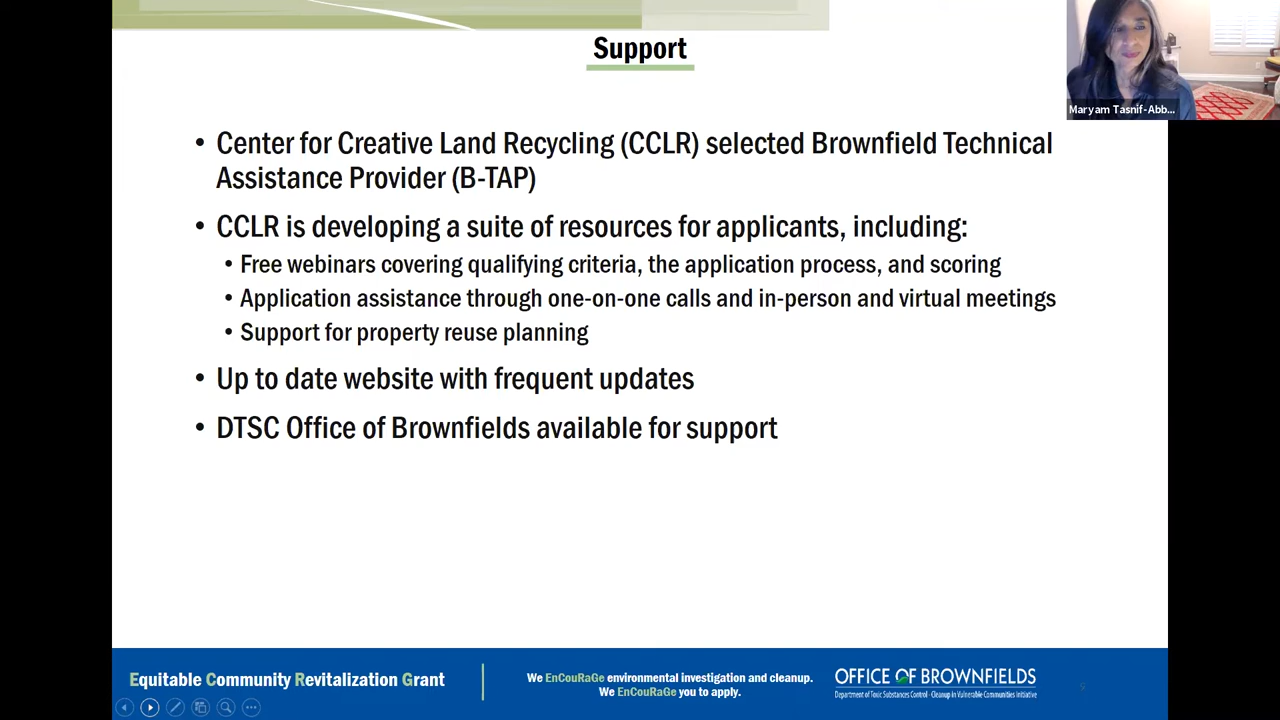 Support
Maryam Tasnif-Abb...
• Center for Creative Land Recycling (CCLR) selected Brownfield Technical
Assistance Provider (B-TAP)
• CCLR is developing a suite of resources for applicants, including:
• Free webinars covering qualifying criteria, the application process, and scoring
• Application assistance through one-on-one calls and in-person and virtual meetings
• Support for property reuse planning
• Up to date website with frequent updates
• DTSC Office of Brownfields available for support
Equitable Community Revitalization Grant
We EnCouRaGe environmental investigation and cleanup.
We EnCouRaGe you to apply.
OFFICE OF BROWNFIELDS
Department of Toxic Substances Control - Cleanup in Vulnerable Communities Initiative
9